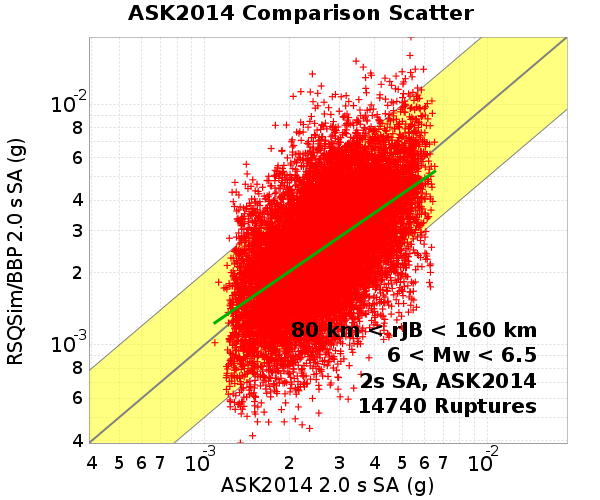 ASK2014 Comparison Scatter
RSQSim/BBP 2.0 s SA (g)
10-2
8
6
4
3
2
10-3
8
6
4
80 km < rJB < 160 km
6 < Mw < 6.5
2s SA, ASK2014
14740 Ruptures
4 5 6 7 10-3 2 3 4 5 6 7 10-2
ASK2014 2.0 s SA (g)